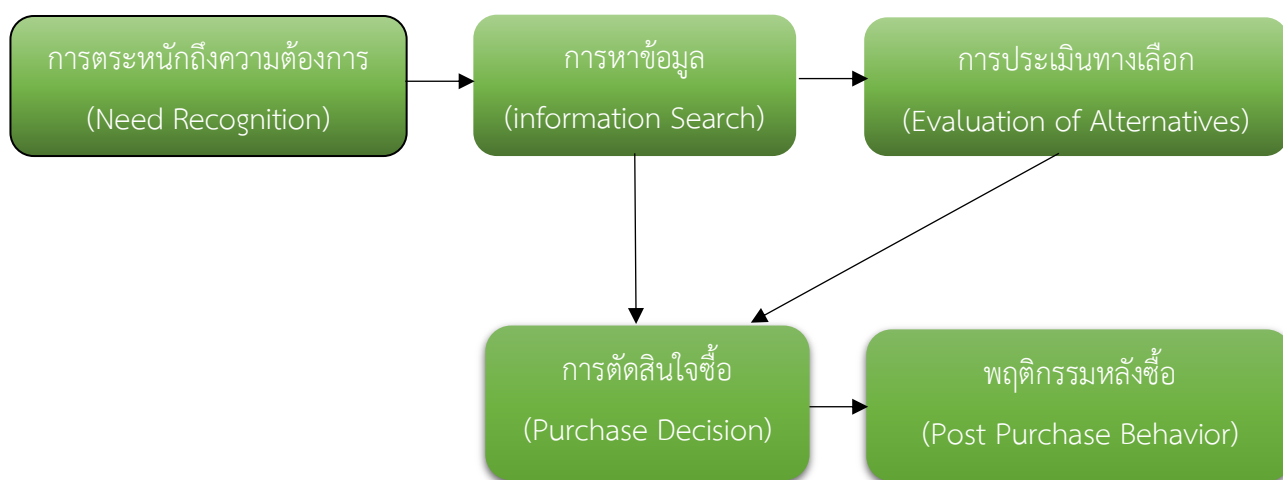 การตระหนักถึงความต้องการ
(Need Recognition)
การหาข้อมูล
(information Search)
การประเมินทางเลือก
(Evaluation of Alternatives)
การตัดสินใจซื้อ
(Purchase Decision)
พฤติกรรมหลังซื้อ
(Post Purchase Behavior)